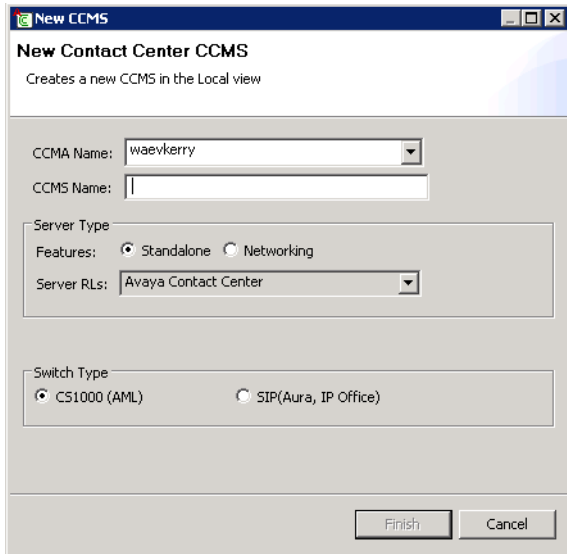 New CCMS
New Contact Center CCMS
Creates a new CCMS in the Local view
CCMA Name: waevkerry
CCMS Name:
Server Type
Features: Standalone Networking
Server RLs: Avaya Contact Center
Switch Type
CS1000 (AML) SIP(Aura, IP Office)
Finish Cancel